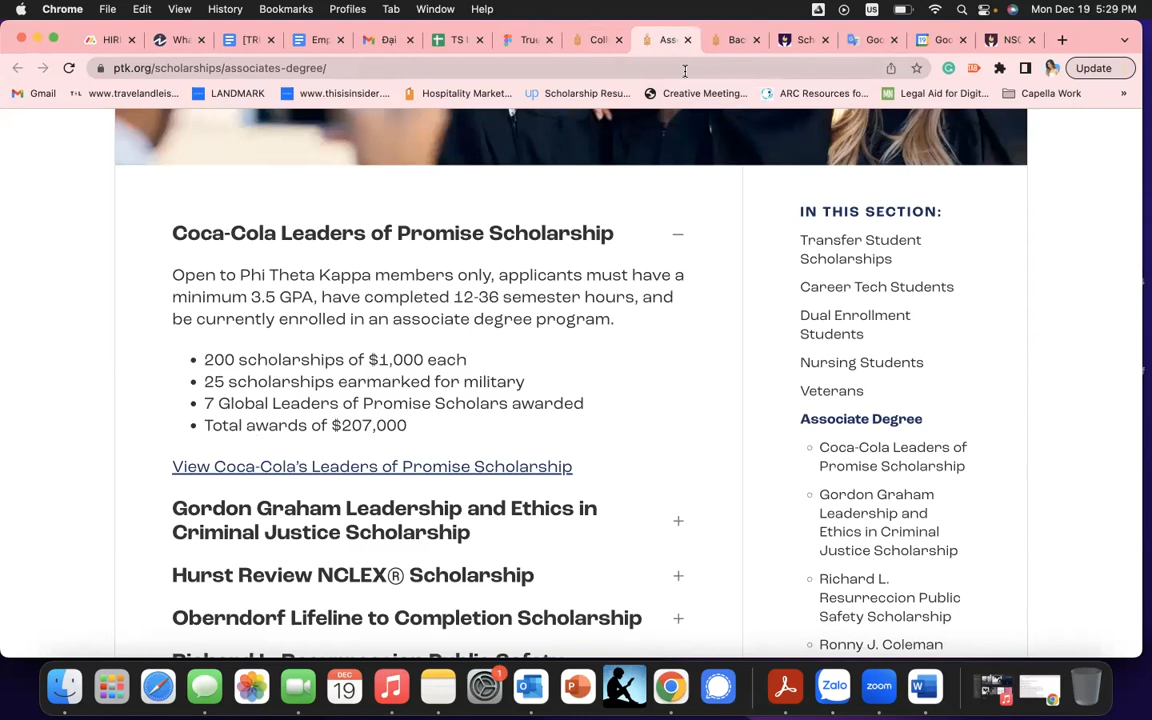 Chrome File Edit View History Bookmarks Profiles Tab Window Help
US
Mon Dec 19 5:29 PM
HIRI
Wha
[TRU
Emp
Đại
TS I
True
Coll
Ass
Bac
Sch
Goo
Goo
NSC
ptk.org/scholarships/associates-degree/
Update
Gmail
www.travelandleis...
LANDMARK
www.thisisinsider....
Hospitality Market...
Scholarship Resu...
Creative Meeting...
ARC Resources fo...
Legal Aid for Digit...
Capella Work
»
Coca-Cola Leaders of Promise Scholarship
Open to Phi Theta Kappa members only, applicants must have a
minimum 3.5 GPA, have completed 12-36 semester hours, and
be currently enrolled in an associate degree program.
• 200 scholarships of $1,000 each
• 25 scholarships earmarked for military
• 7 Global Leaders of Promise Scholars awarded
• Total awards of $207,000
View Coca-Cola's Leaders of Promise Scholarship
Gordon Graham Leadership and Ethics in
Criminal Justice Scholarship
Hurst Review NCLEX® Scholarship
Oberndorf Lifeline to Completion Scholarship
IN THIS SECTION:
Transfer Student
Scholarships
Career Tech Students
Dual Enrollment
Students
Nursing Students
Veterans
Associate Degree
Coca-Cola Leaders of
Promise Scholarship
Gordon Graham
Leadership and
Ethics in Criminal
Justice Scholarship
Richard L.
Resurreccion Public
Safety Scholarship
Ronny J. Coleman
DEC
19
1
Zalo
zoom